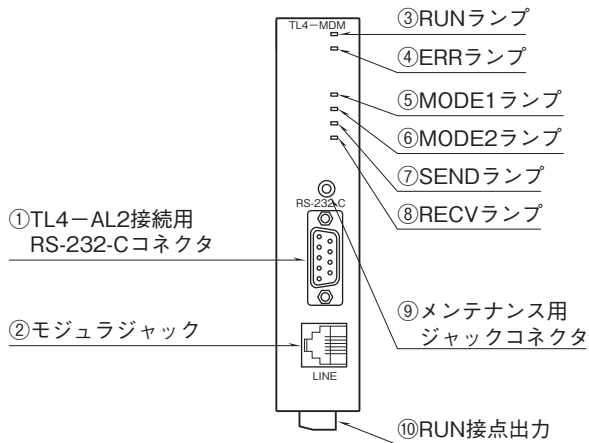 TL4-MDM
③RUNランプ
④ERRランプ
⑤MODE1ランプ
⑥MODE2ランプ
⑦SENDランプ
⑧RECVランプ
RS-232-C
①TL4-AL2接続用
RS-232-Cコネクタ
②モジュラジャック
⑨メンテナンス用
ジャックコネクタ
LINE
⑩RUN接点出力